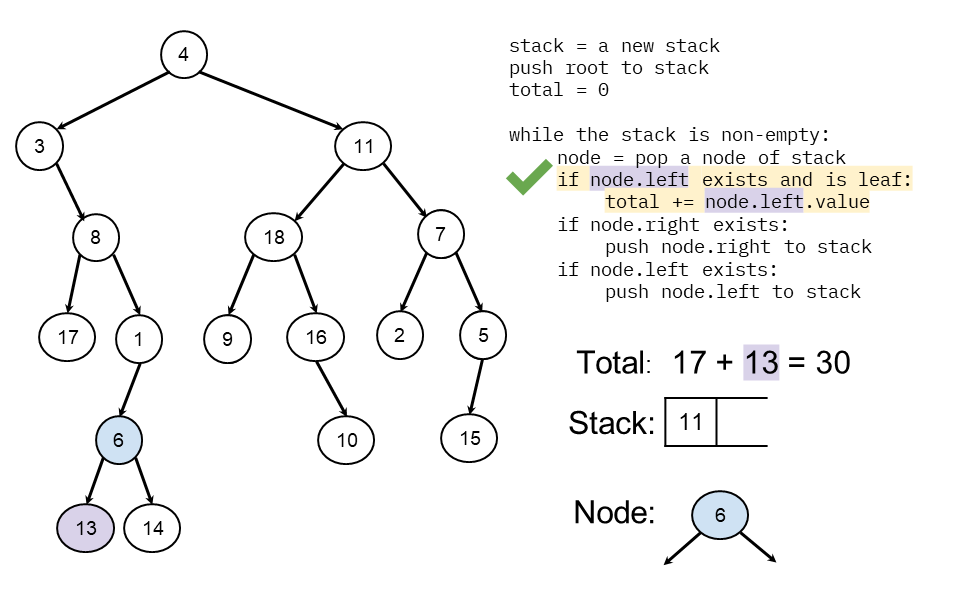 4
3
11
8
18
7
17
1
9
16
2
5
6
10
15
13
14
stack = a new stack
push root to stack
total = 0
while the stack is non-empty:
node = pop a node of stack
if node.left exists and is leaf:
total += node.left.value
if node.right exists:
push node.right to stack
if node.left exists:
push node.left to stack
Total: 17 + 13 = 30
Stack: 11
Node: 6